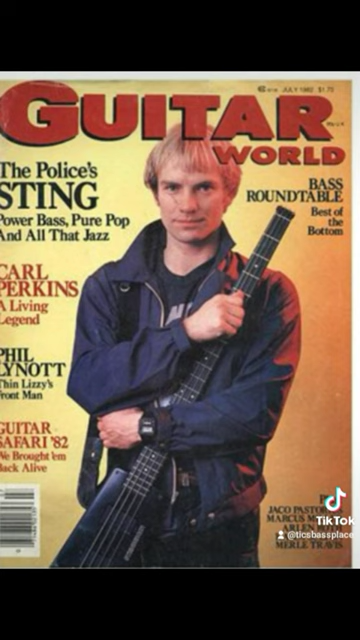 GUITAR
WORLD
JULY 1982 $1.75
The Police's
STING
Power Bass, Pure Pop
And All That Jazz
BASS
ROUNDTABLE
Best of
the
Bottom
CARL
PERKINS
A Living
Legend
PHIL
LYNOTT
Thin Lizzy's
Front Man
GUITAR
SAFARI '82
We Brought 'em
Back Alive
JACO
MARCUS
ARLEN
MERLE TRAVIS
TikTok
@ticsbassplace